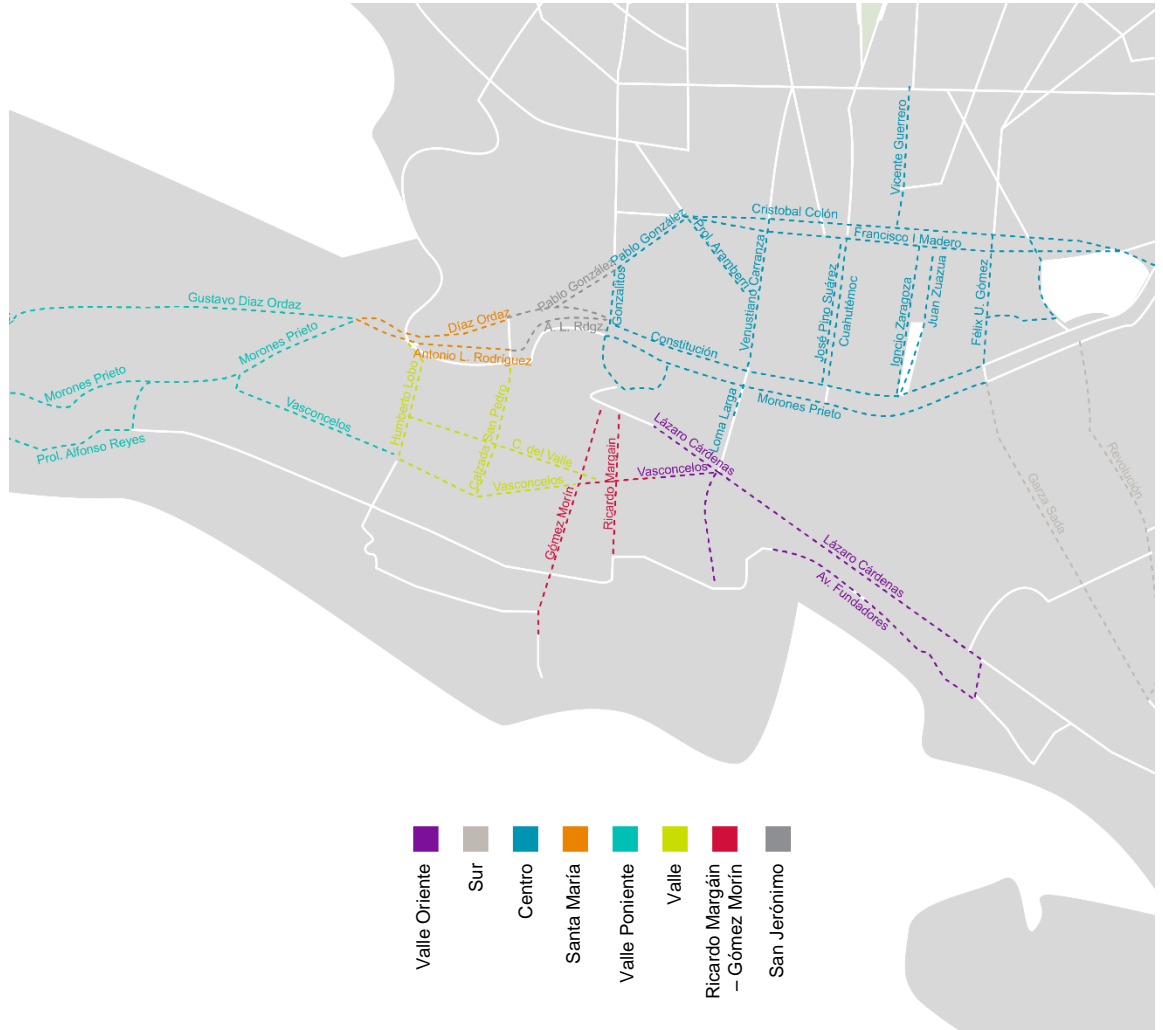 Vicente Guerrero
Cristobal Colón
Pablo González
Prol. Aramberri
Francisco I Madero
Pablo González
Gonzalitos
Venustiano Carranza
José Pino Suárez
Cuahutémoc
Igncio Zaragoza
Juan Zuazua
Félix U. Gómez
Gustavo Díaz Ordaz
Díaz Ordaz
A. L. Rdgz.
Constitución
Morones Prieto
Antonio L. Rodríguez
Morones Prieto
Morones Prieto
Humberto Lobo
Calzada San Pedro
Loma Larga
Vasconcelos
Lázaro Cárdenas
Prol. Alfonso Reyes
C. del Valle
Ricardo Margain
Vasconcelos
Vasconcelos
Revolución
Garza Sada
Gómez Morín
Lázaro Cárdenas
Av. Fundadores
Valle Oriente
Sur
Centro
Santa María
Valle Poniente
Valle
Ricardo Margáin
– Gómez Morín
San Jerónimo